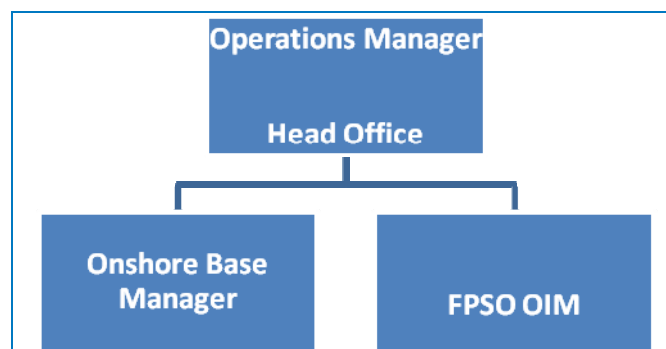 Operations Manager
Head Office
Onshore Base
Manager
FPSO OIM